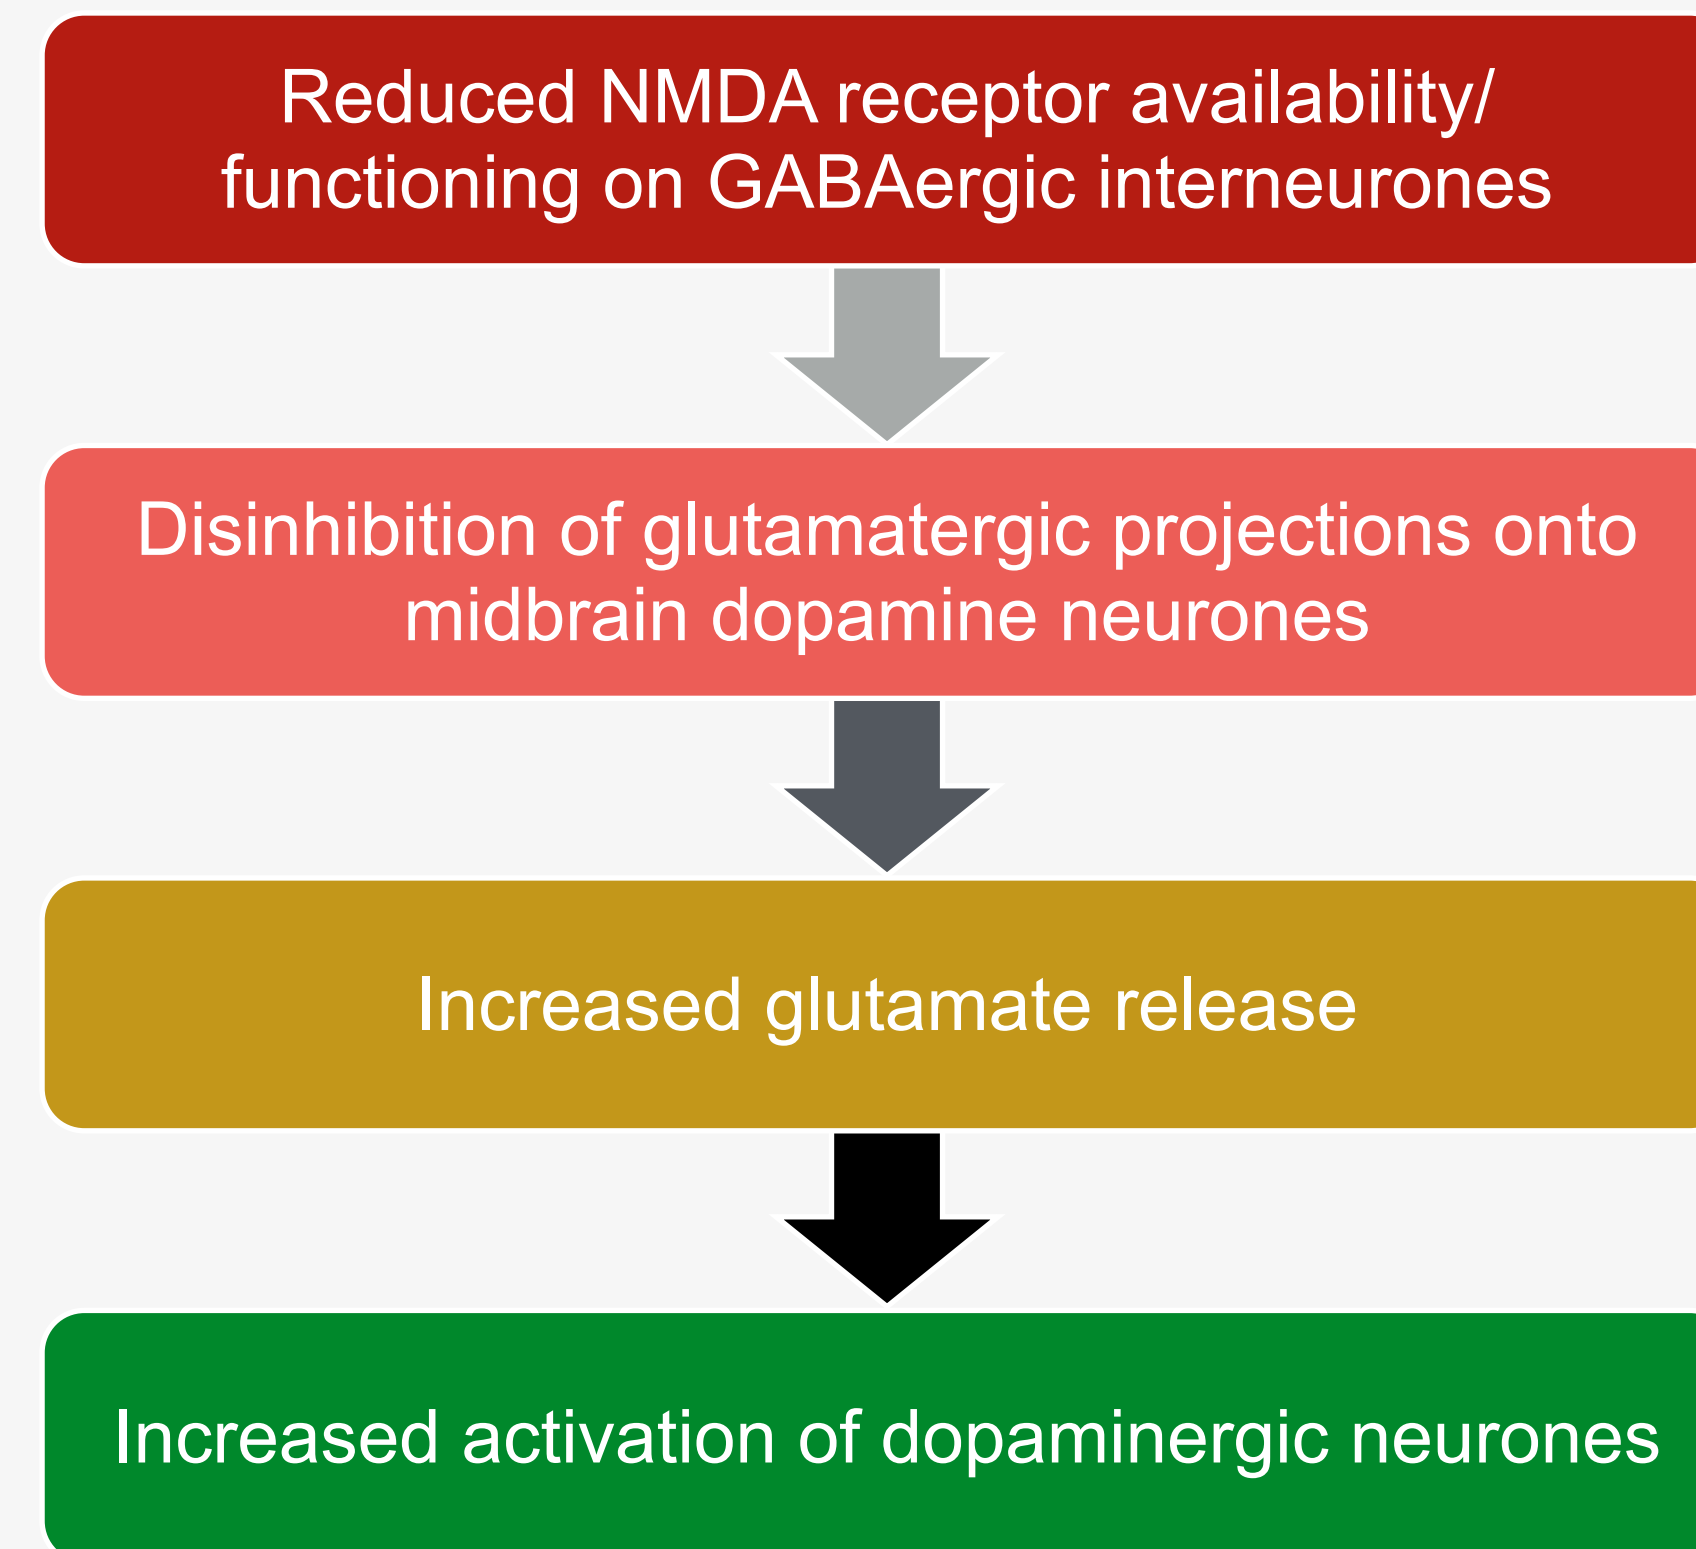 Reduced NMDA receptor availability/
functioning on GABAergic interneurones
Disinhibition of glutamatergic projections onto
midbrain dopamine neurones
Increased glutamate release
Increased activation of dopaminergic neurones